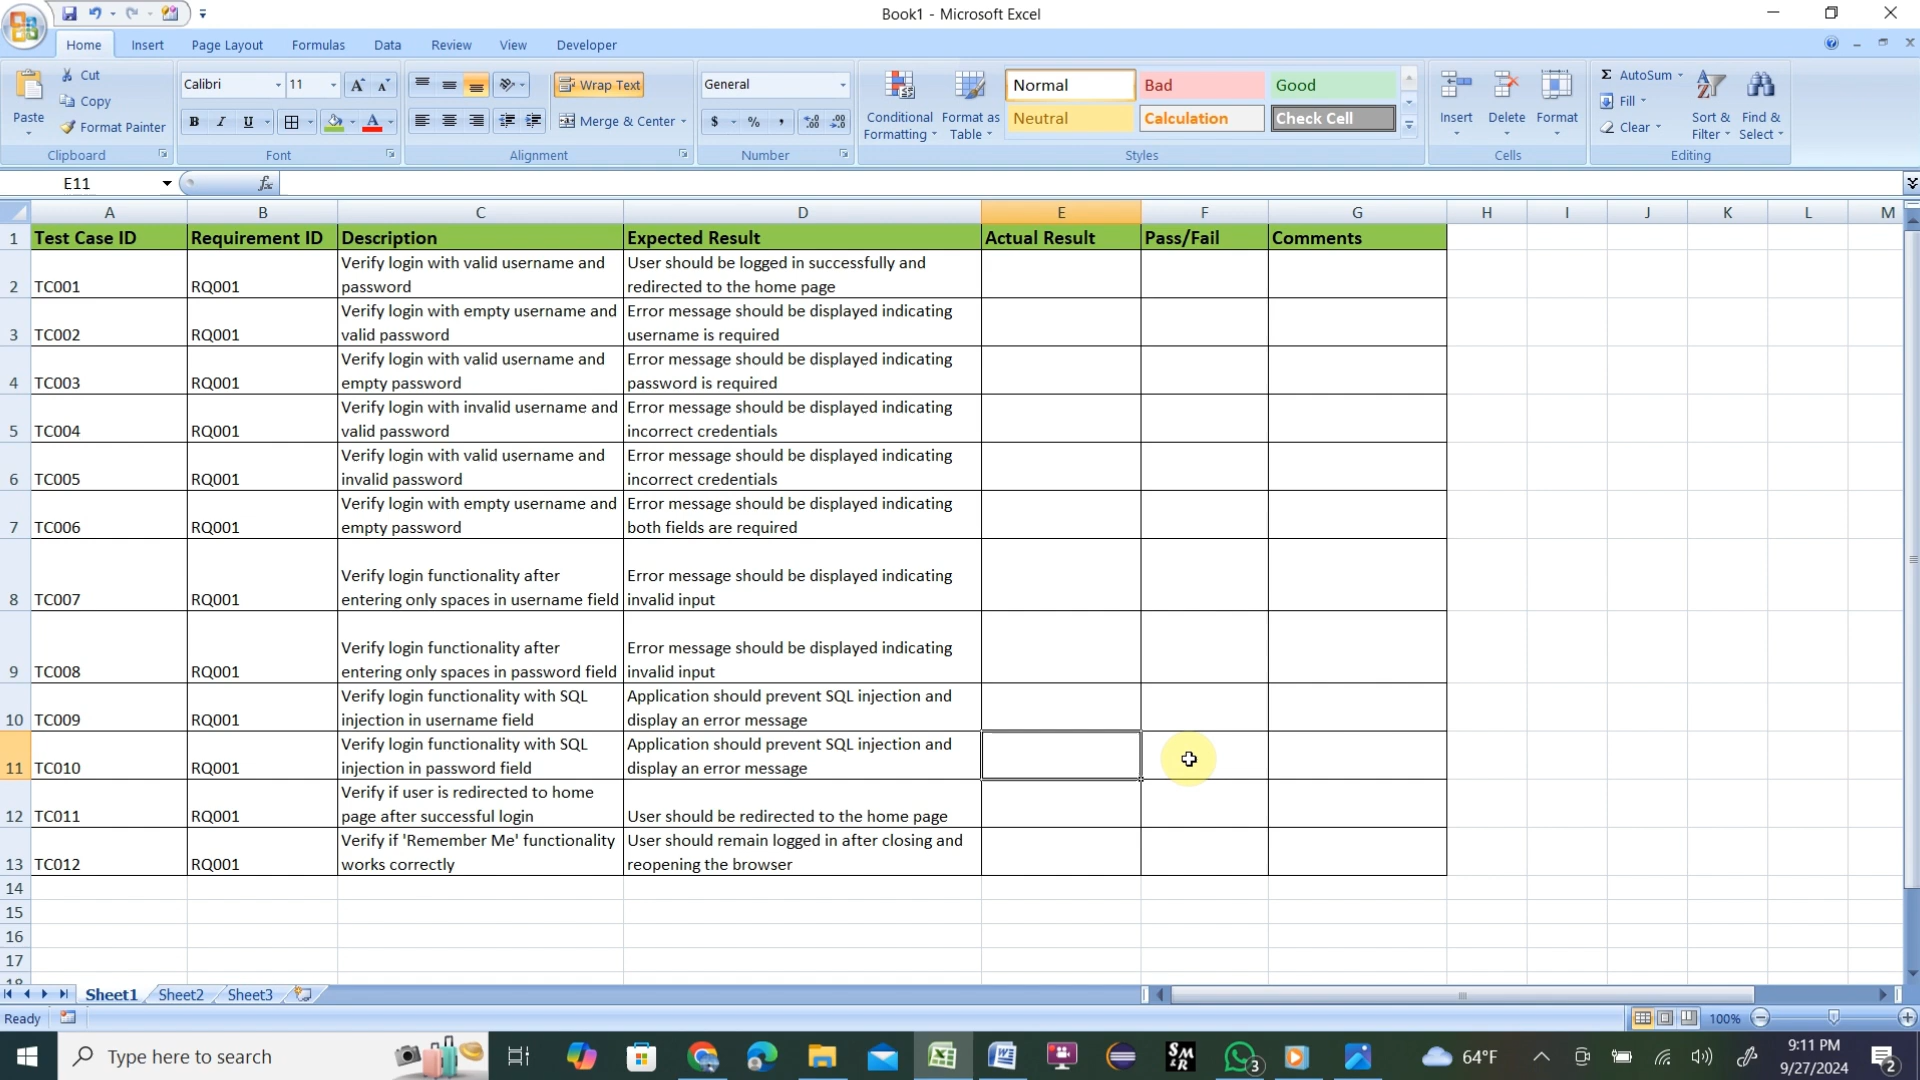 Book1 - Microsoft Excel
Home Insert Page Layout Formulas Data Review View Developer
Paste
Cut
Copy
Format Painter
Clipboard
Calibri 11
B I U
Font
Wrap Text
Merge & Center
Alignment
General
$ % ,
Number
Conditional Formatting
Format as Table
Normal Bad Good
Neutral Calculation Check Cell
Styles
Insert Delete Format
Cells
Σ AutoSum
Fill
Clear
Sort & Filter
Find & Select
Editing
E11 fx
A B C D E F G H I J K L M
1 Test Case ID Requirement ID Description Expected Result Actual Result Pass/Fail Comments
Verify login with valid username and User should be logged in successfully and
2 TC001 RQ001 password redirected to the home page
Verify login with empty username and Error message should be displayed indicating
3 TC002 RQ001 valid password username is required
Verify login with valid username and Error message should be displayed indicating
4 TC003 RQ001 empty password password is required
Verify login with invalid username and Error message should be displayed indicating
5 TC004 RQ001 valid password incorrect credentials
Verify login with valid username and Error message should be displayed indicating
6 TC005 RQ001 invalid password incorrect credentials
Verify login with empty username and Error message should be displayed indicating
7 TC006 RQ001 empty password both fields are required
Verify login functionality after Error message should be displayed indicating
8 TC007 RQ001 entering only spaces in username field invalid input
Verify login functionality after Error message should be displayed indicating
9 TC008 RQ001 entering only spaces in password field invalid input
Verify login functionality with SQL Application should prevent SQL injection and
10 TC009 RQ001 injection in username field display an error message
Verify login functionality with SQL Application should prevent SQL injection and
11 TC010 RQ001 injection in password field display an error message
Verify if user is redirected to home
12 TC011 RQ001 page after successful login User should be redirected to the home page
Verify if 'Remember Me' functionality User should remain logged in after closing and
13 TC012 RQ001 works correctly reopening the browser
14
15
16
17
18
Sheet1 Sheet2 Sheet3
Ready 100%
Type here to search
SM
&R
3
64°F
9:11 PM
9/27/2024
2